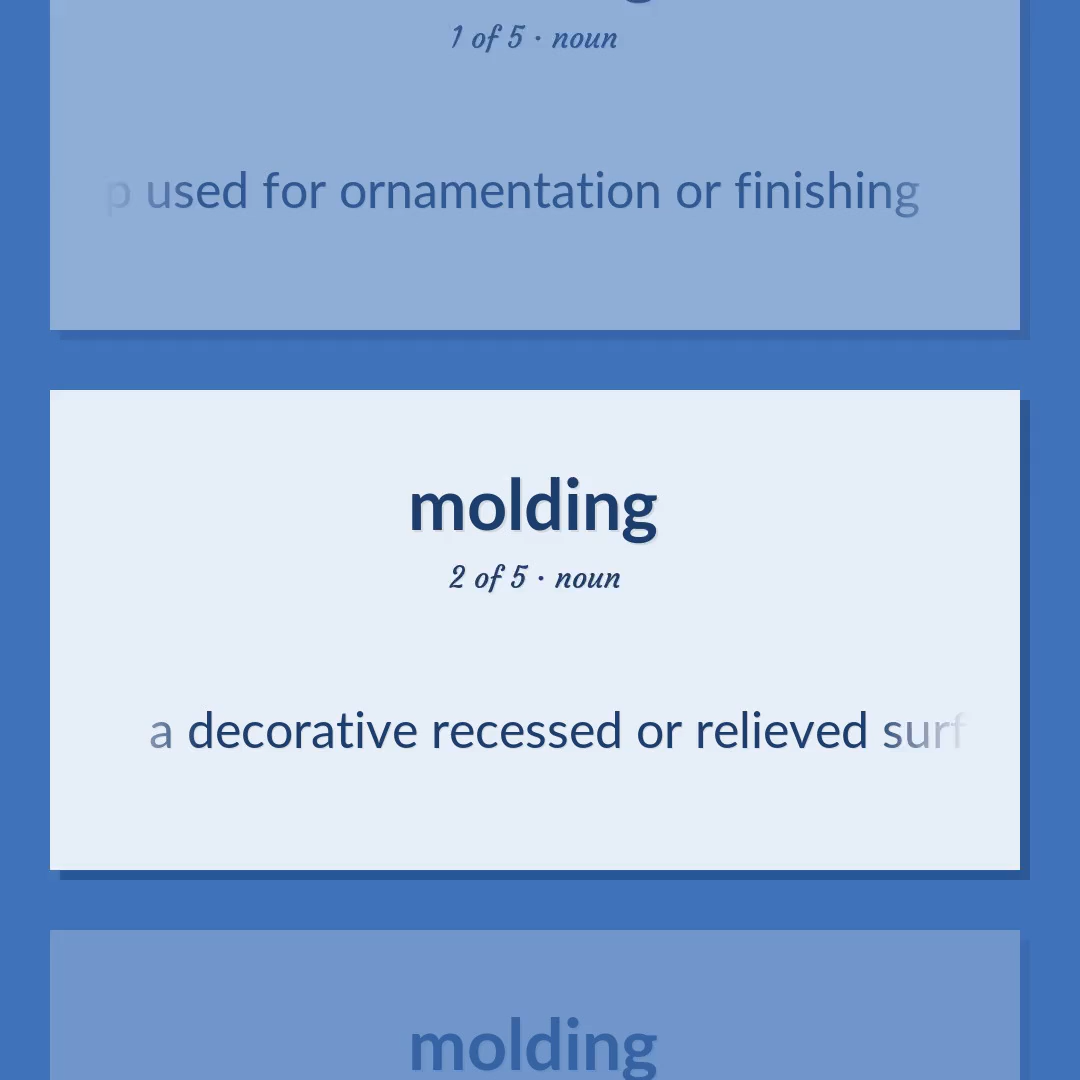 1 of 5 · noun
p used for ornamentation or finishing
molding
2 of 5 · noun
a decorative recessed or relieved surf
molding